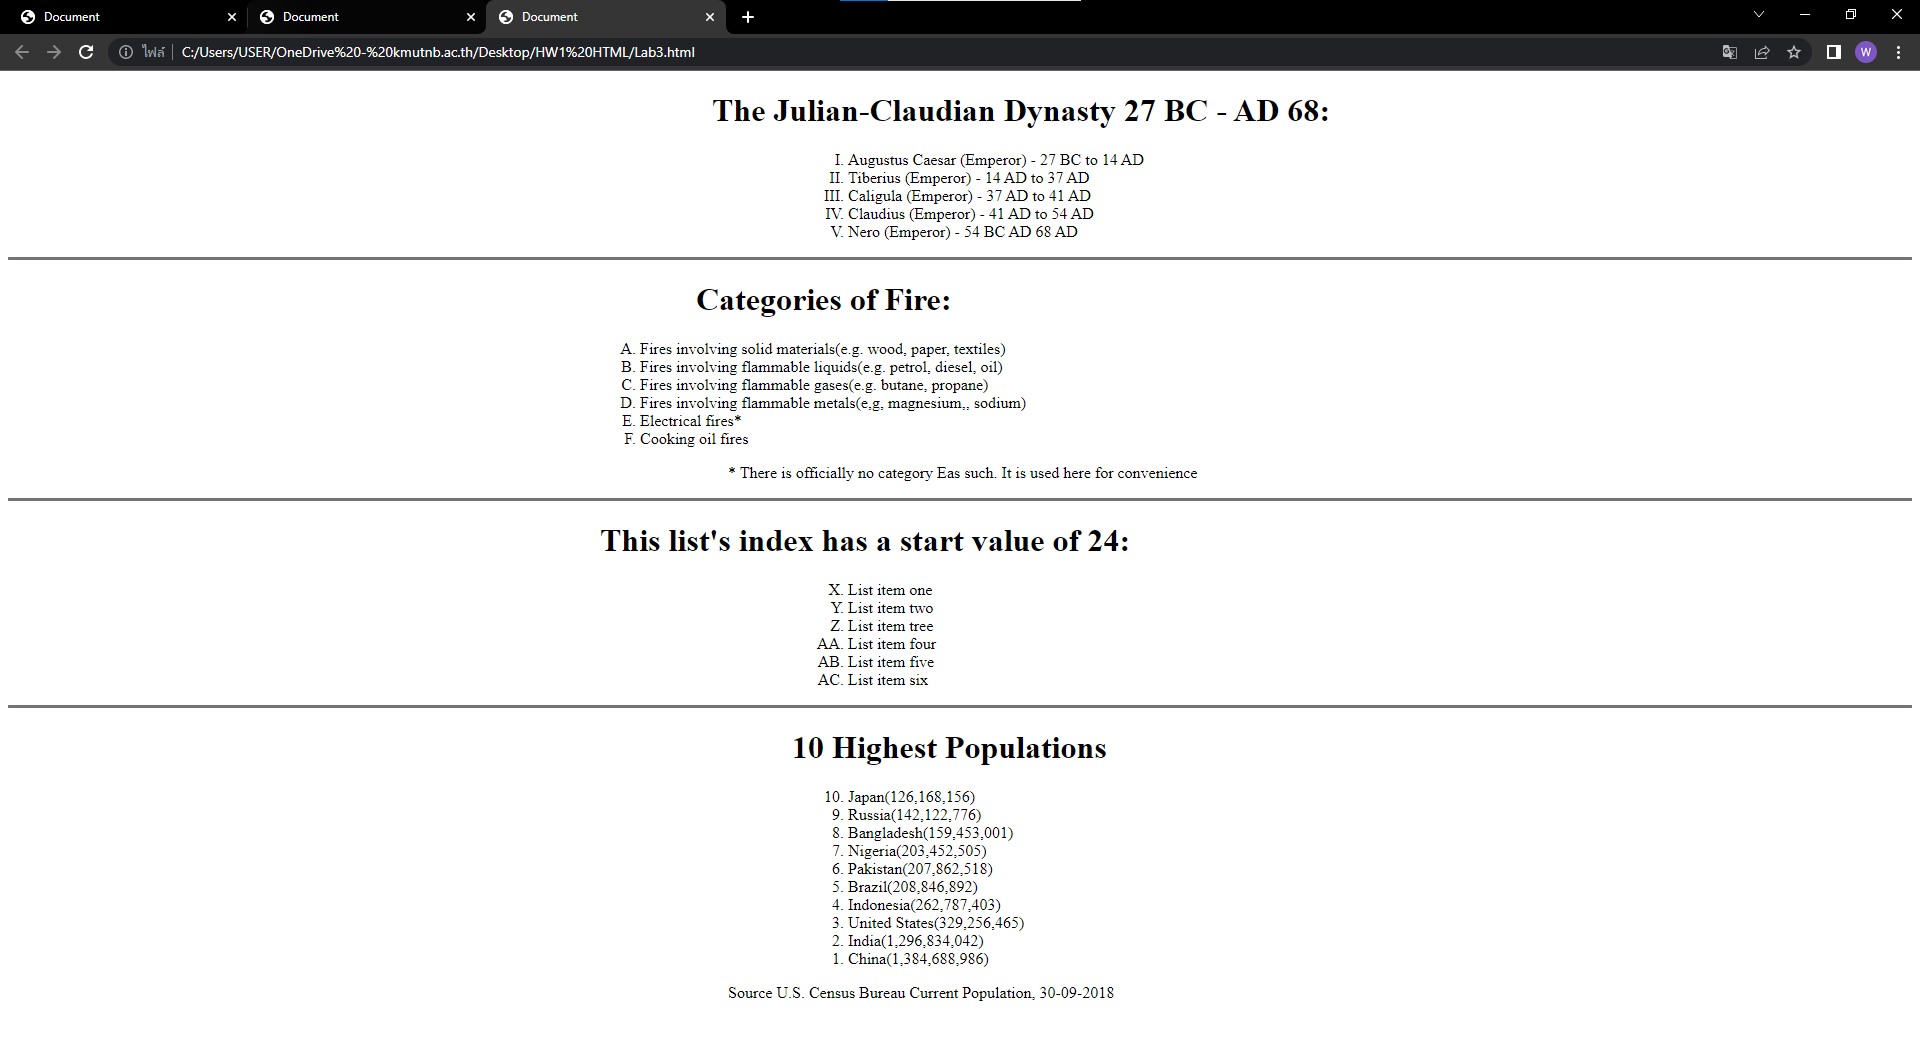 Document
Document
Document
ไฟล์ C:/Users/USER/OneDrive%20-%20kmutnb.ac.th/Desktop/HW1%20HTML/Lab3.html
W
The Julian-Claudian Dynasty 27 BC - AD 68:
I. Augustus Caesar (Emperor) - 27 BC to 14 AD
II. Tiberius (Emperor) - 14 AD to 37 AD
III. Caligula (Emperor) - 37 AD to 41 AD
IV. Claudius (Emperor) - 41 AD to 54 AD
V. Nero (Emperor) - 54 BC AD 68 AD
Categories of Fire:
A. Fires involving solid materials(e.g. wood, paper, textiles)
B. Fires involving flammable liquids(e.g. petrol, diesel, oil)
C. Fires involving flammable gases(e.g. butane, propane)
D. Fires involving flammable metals(e,g, magnesium,, sodium)
E. Electrical fires*
F. Cooking oil fires
* There is officially no category Eas such. It is used here for convenience
This list's index has a start value of 24:
X. List item one
Y. List item two
Z. List item tree
AA. List item four
AB. List item five
AC. List item six
10 Highest Populations
10. Japan(126,168,156)
9. Russia(142,122,776)
8. Bangladesh(159,453,001)
7. Nigeria(203,452,505)
6. Pakistan(207,862,518)
5. Brazil(208,846,892)
4. Indonesia(262,787,403)
3. United States(329,256,465)
2. India(1,296,834,042)
1. China(1,384,688,986)
Source U.S. Census Bureau Current Population, 30-09-2018